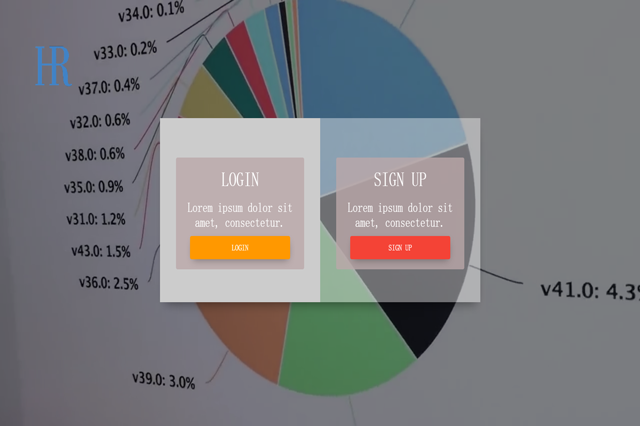 v34.0: 0.1%
v33.0: 0.2%
HR
v37.0: 0.4%
v32.0: 0.6%
v38.0: 0.6%
v35.0: 0.9%
v31.0: 1.2%
v43.0: 1.5%
v36.0: 2.5%
v39.0: 3.0%
v41.0: 4.3%
LOGIN
Lorem ipsum dolor sit
amet, consectetur.
LOGIN
SIGN UP
Lorem ipsum dolor sit
amet, consectetur.
SIGN UP